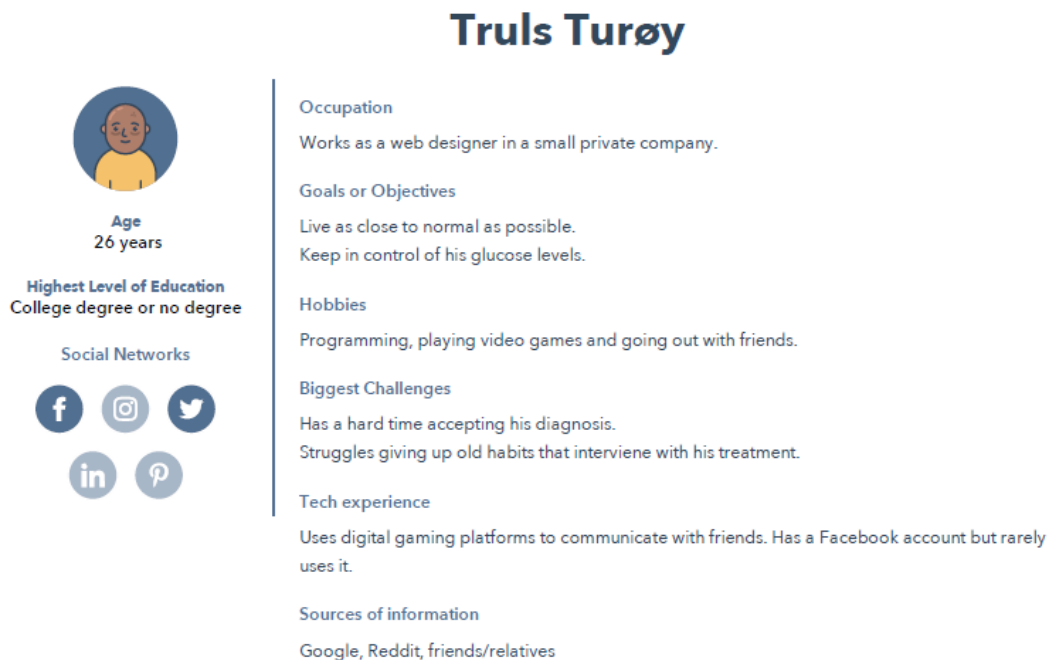 Truls Turøy
Age
26 years
Highest Level of Education
College degree or no degree
Social Networks
f
in
Occupation
Works as a web designer in a small private company.
Goals or Objectives
Live as close to normal as possible.
Keep in control of his glucose levels.
Hobbies
Programming, playing video games and going out with friends.
Biggest Challenges
Has a hard time accepting his diagnosis.
Struggles giving up old habits that interviene with his treatment.
Tech experience
Uses digital gaming platforms to communicate with friends. Has a Facebook account but rarely
uses it.
Sources of information
Google, Reddit, friends/relatives